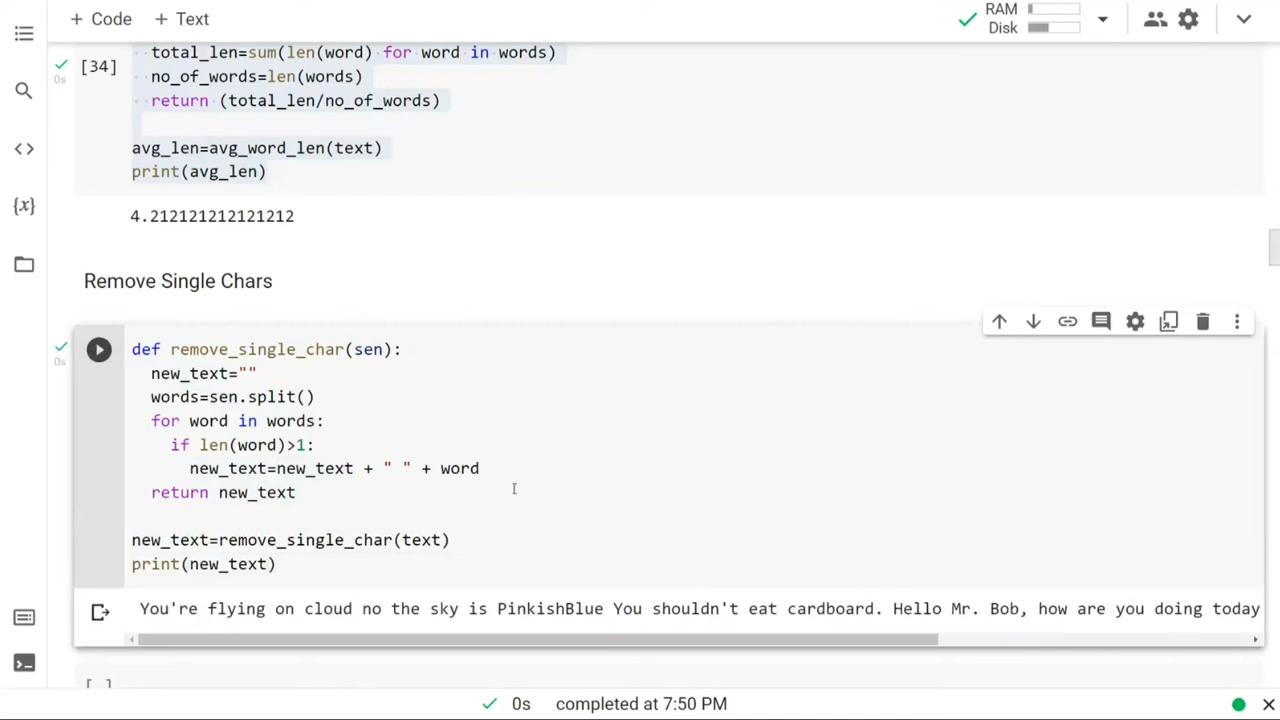 + Code + Text
RAM
Disk
[34]
0s
total_len=sum(len(word) for word in words)
no_of_words=len(words)
return (total_len/no_of_words)
avg_len=avg_word_len(text)
print(avg_len)
4.212121212121212
Remove Single Chars
0s
def remove_single_char(sen):
new_text=""
words=sen.split()
for word in words:
if len(word)>1:
new_text=new_text + " " + word
return new_text
new_text=remove_single_char(text)
print(new_text)
You're flying on cloud no the sky is PinkishBlue You shouldn't eat cardboard. Hello Mr. Bob, how are you doing today
[ ]
0s completed at 7:50 PM